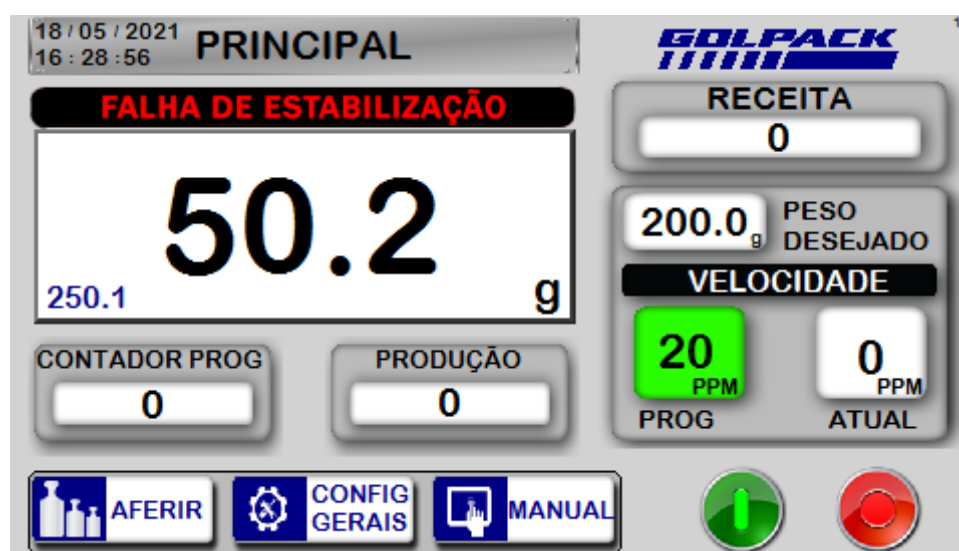 18 / 05 / 2021
16 : 28 : 56
PRINCIPAL
GOLPACK
FALHA DE ESTABILIZAÇÃO
50.2
250.1
g
RECEITA
0
200.0 g
PESO
DESEJADO
VELOCIDADE
20
PPM
PROG
0
PPM
ATUAL
CONTADOR PROG
0
PRODUÇÃO
0
AFERIR
CONFIG
GERAIS
MANUAL